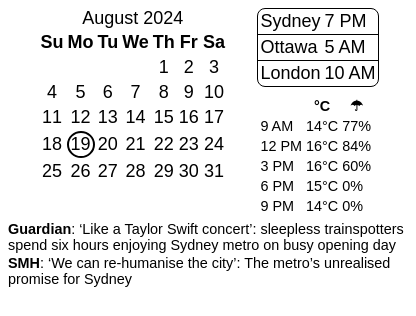 August 2024
Su Mo Tu We Th Fr Sa
1 2 3
4 5 6 7 8 9 10
11 12 13 14 15 16 17
18 19 20 21 22 23 24
25 26 27 28 29 30 31
Sydney 7 PM
Ottawa 5 AM
London 10 AM
°C ☂
9 AM 14°C 77%
12 PM 16°C 84%
3 PM 16°C 60%
6 PM 15°C 0%
9 PM 14°C 0%
Guardian: ‘Like a Taylor Swift concert’: sleepless trainspotters
spend six hours enjoying Sydney metro on busy opening day
SMH: ‘We can re-humanise the city’: The metro’s unrealised
promise for Sydney